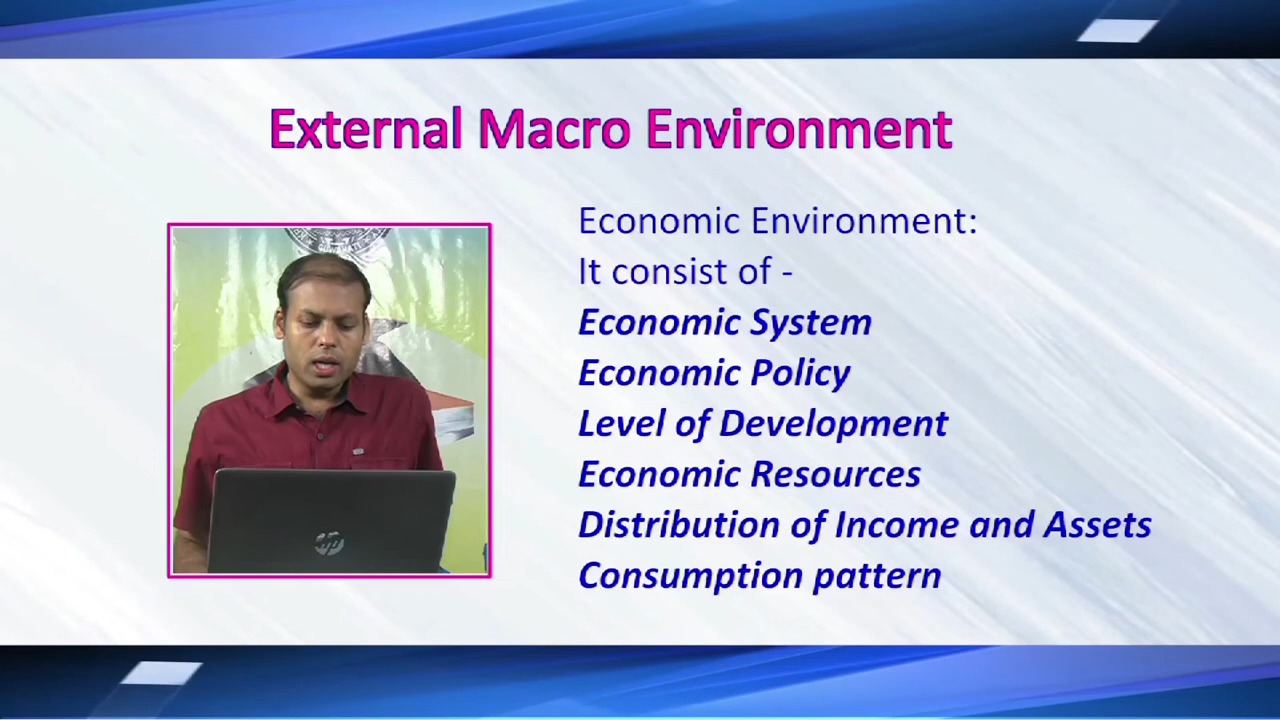 External Macro Environment
Economic Environment:
It consist of -
Economic System
Economic Policy
Level of Development
Economic Resources
Distribution of Income and Assets
Consumption pattern
hp